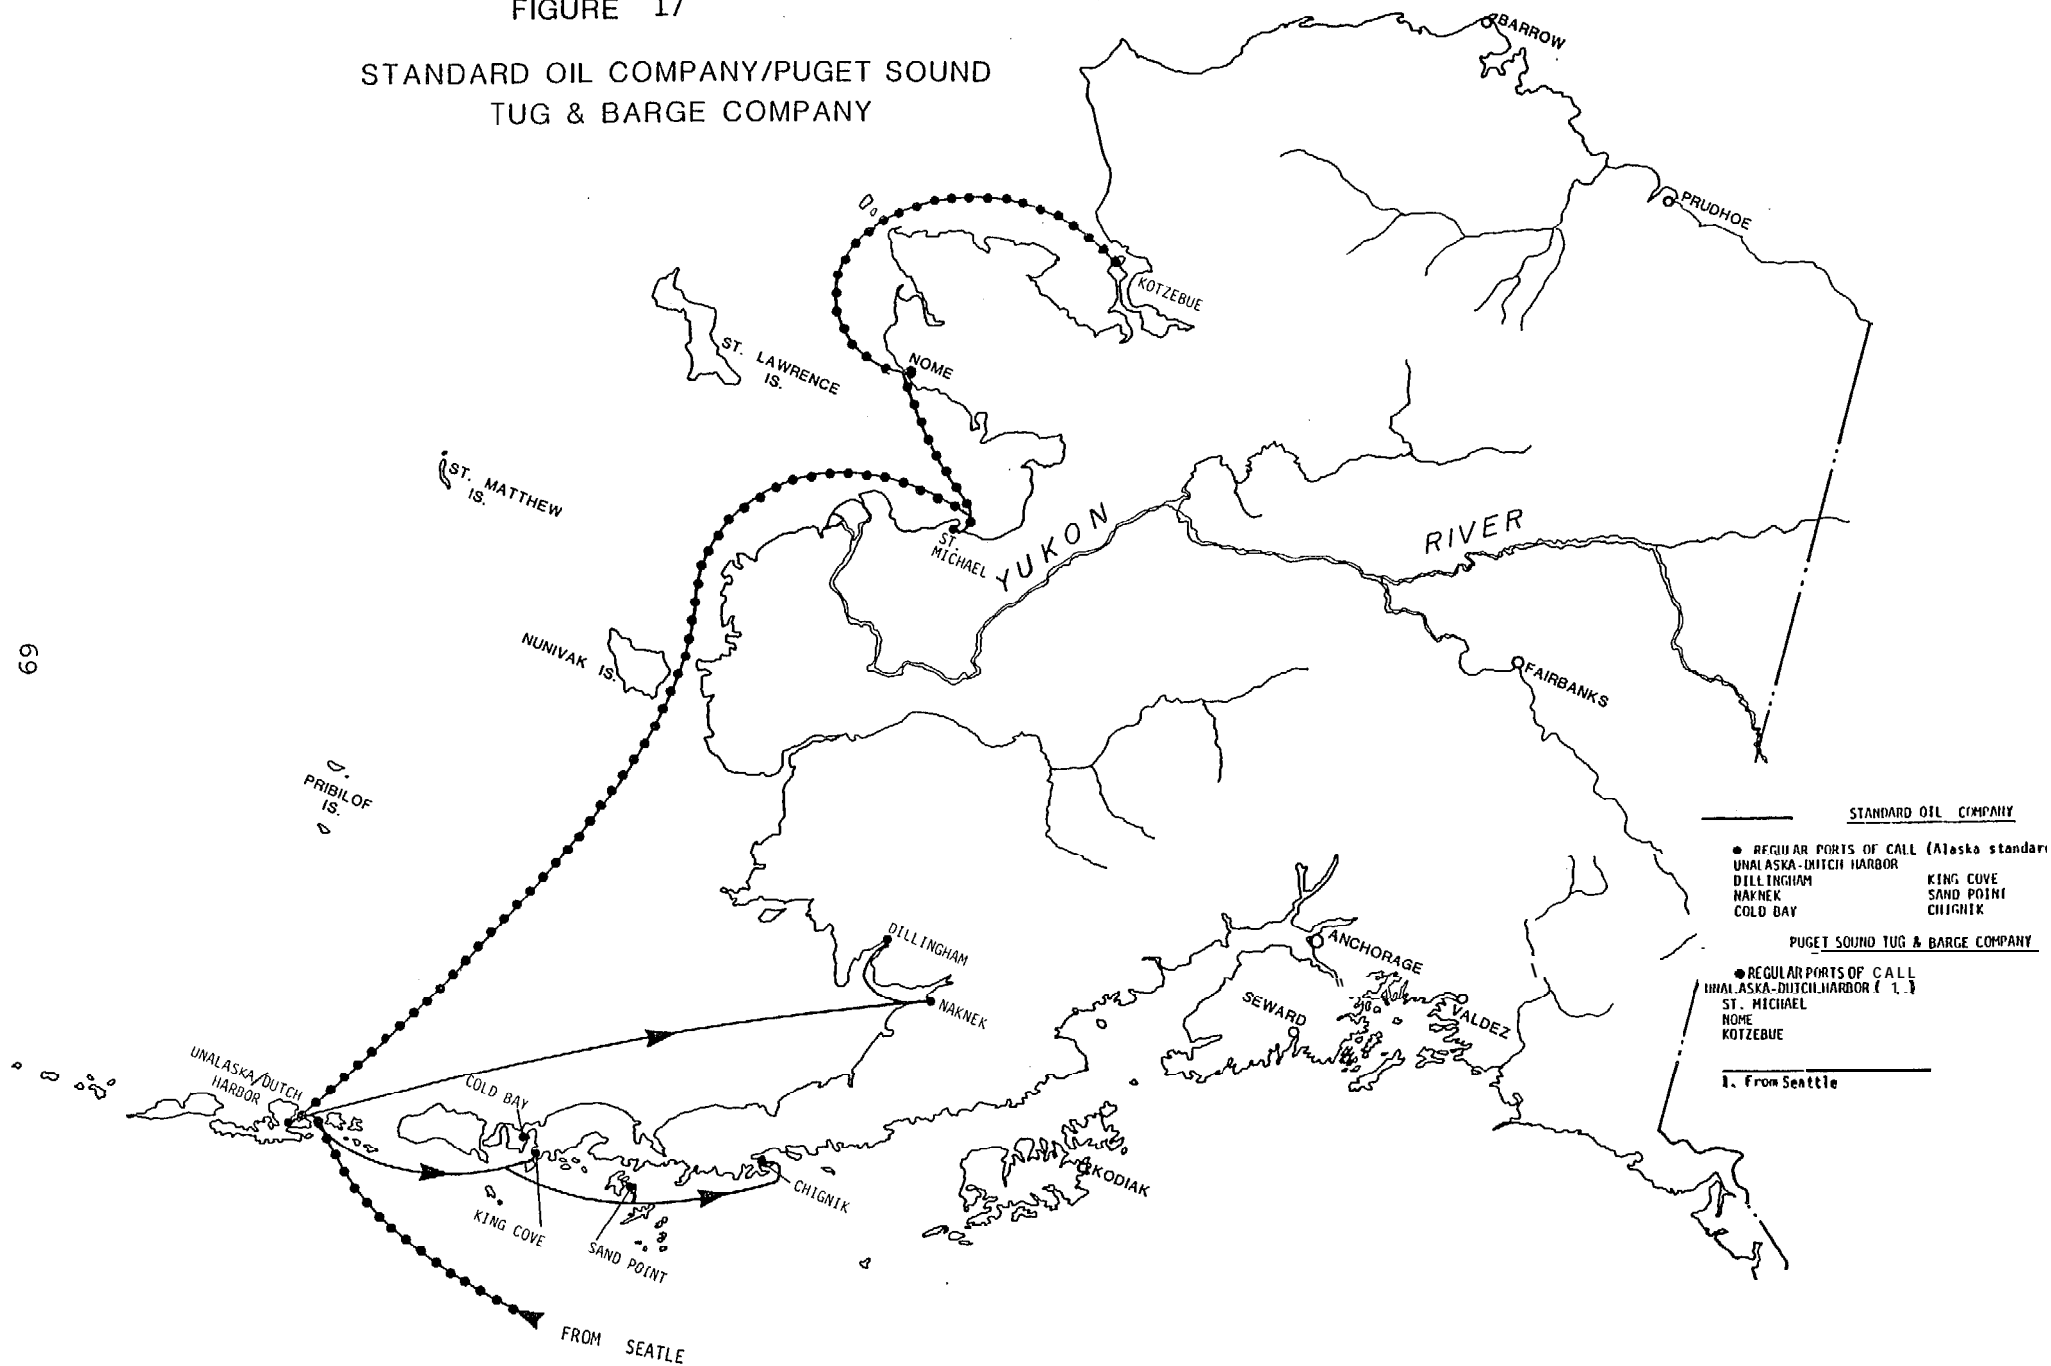 FIGURE 17
STANDARD OIL COMPANY/PUGET SOUND
TUG & BARGE COMPANY
BARROW
PRUDHOE
KOTZEBUE
ST. LAWRENCE
IS.
NOME
ST. MATTHEW
IS.
ST.
MICHAEL
YUKON
RIVER
NUNIVAK IS.
FAIRBANKS
69
PRIBILOF
IS.
DILLINGHAM
NAKNEK
ANCHORAGE
SEWARD
VALDEZ
UNALASKA/DUTCH
HARBOR
COLD BAY
KING COVE
SAND POINT
CHIGNIK
KODIAK
FROM SEATLE
STANDARD OIL COMPANY
● REGULAR PORTS OF CALL (Alaska standar
UNALASKA-DUTCH HARBOR
DILLINGHAM KING COVE
NAKNEK SAND POINT
COLD BAY CHIGNIK
PUGET SOUND TUG & BARGE COMPANY
● REGULAR PORTS OF CALL
UNALASKA-DUTCH HARBOR ( 1. )
ST. MICHAEL
NOME
KOTZEBUE
1. From Seattle